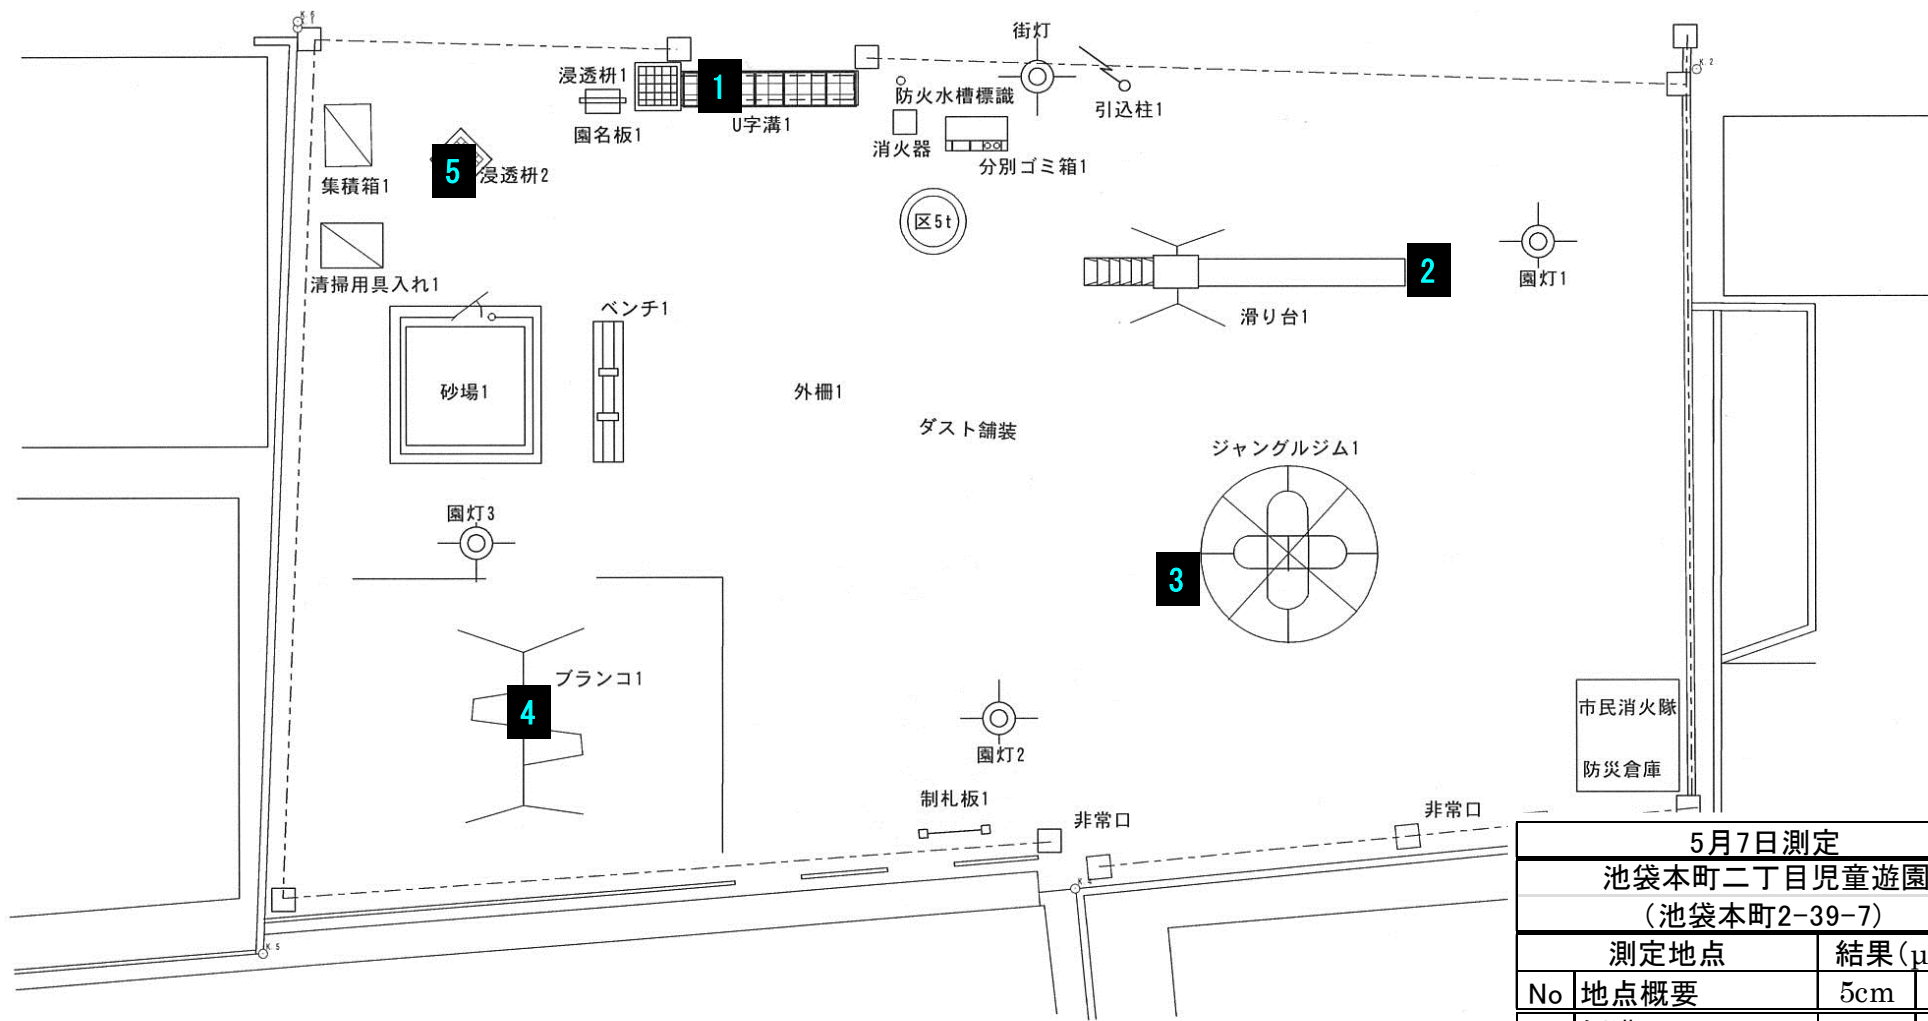 K.6
街灯
浸透枡1
1
K.2
防火水槽標識
引込柱1
園名板1
U字溝1
消火器
分別ゴミ箱1
5
浸透枡2
集積箱1
区5t
2
清掃用具入れ1
園灯1
ベンチ1
滑り台1
砂場1
外柵1
ダスト舗装
ジャングルジム1
園灯3
3
ブランコ1
4
市民消火隊
園灯2
防災倉庫
制札板1
非常口
非常口
K.5
5月7日測定
池袋本町二丁目児童遊園
(池袋本町2-39-7)
測定地点 結果(μ
No 地点概要 5cm